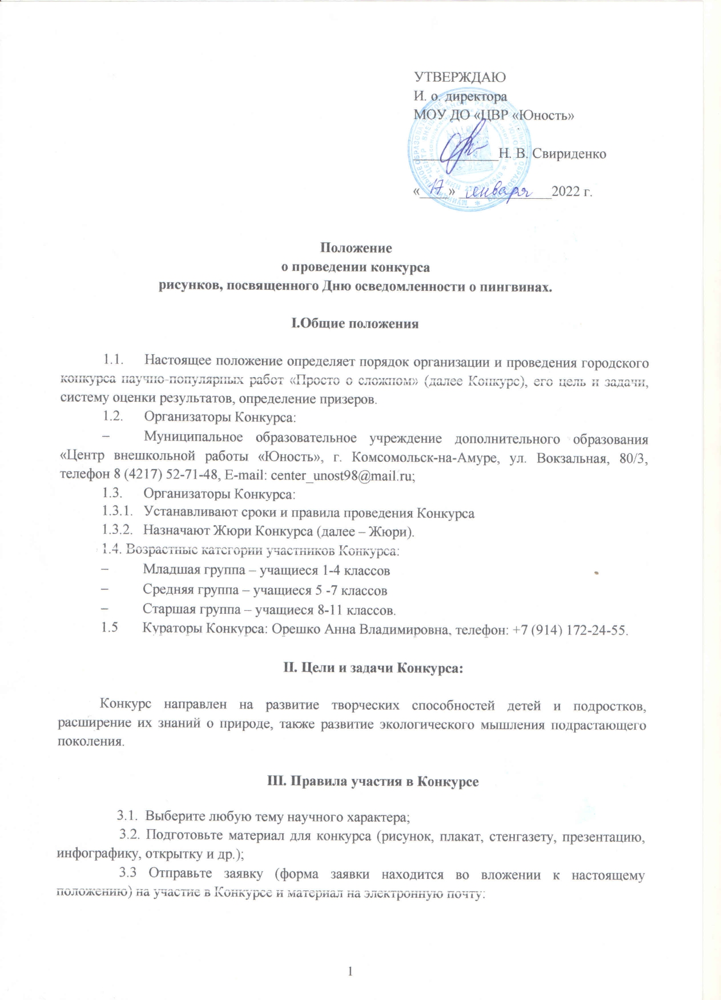 УТВЕРЖДАЮ
И. о. директора
МОУ ДО «ЦВР «Юность»
____________Н. В. Свириденко
«_17_» _января___2022 г.
Положение
о проведении конкурса
рисунков, посвященного Дню осведомленности о пингвинах.
I.Общие положения
1.1. Настоящее положение определяет порядок организации и проведения городского
конкурса научно-популярных работ «Просто о сложном» (далее Конкурс), его цель и задачи,
систему оценки результатов, определение призеров.
1.2. Организаторы Конкурса:
– Муниципальное образовательное учреждение дополнительного образования
«Центр внешкольной работы «Юность», г. Комсомольск-на-Амуре, ул. Вокзальная, 80/3,
телефон 8 (4217) 52-71-48, E-mail: center_unost98@mail.ru;
1.3. Организаторы Конкурса:
1.3.1. Устанавливают сроки и правила проведения Конкурса
1.3.2. Назначают Жюри Конкурса (далее – Жюри).
1.4. Возрастные категории участников Конкурса:
– Младшая группа – учащиеся 1-4 классов
– Средняя группа – учащиеся 5 -7 классов
– Старшая группа – учащиеся 8-11 классов.
1.5 Кураторы Конкурса: Орешко Анна Владимировна, телефон: +7 (914) 172-24-55.
II. Цели и задачи Конкурса:
Конкурс направлен на развитие творческих способностей детей и подростков,
расширение их знаний о природе, также развитие экологического мышления подрастающего
поколения.
III. Правила участия в Конкурсе
3.1. Выберите любую тему научного характера;
3.2. Подготовьте материал для конкурса (рисунок, плакат, стенгазету, презентацию,
инфографику, открытку и др.);
3.3 Отправьте заявку (форма заявки находится во вложении к настоящему
положению) на участие в Конкурсе и материал на электронную почту:
1